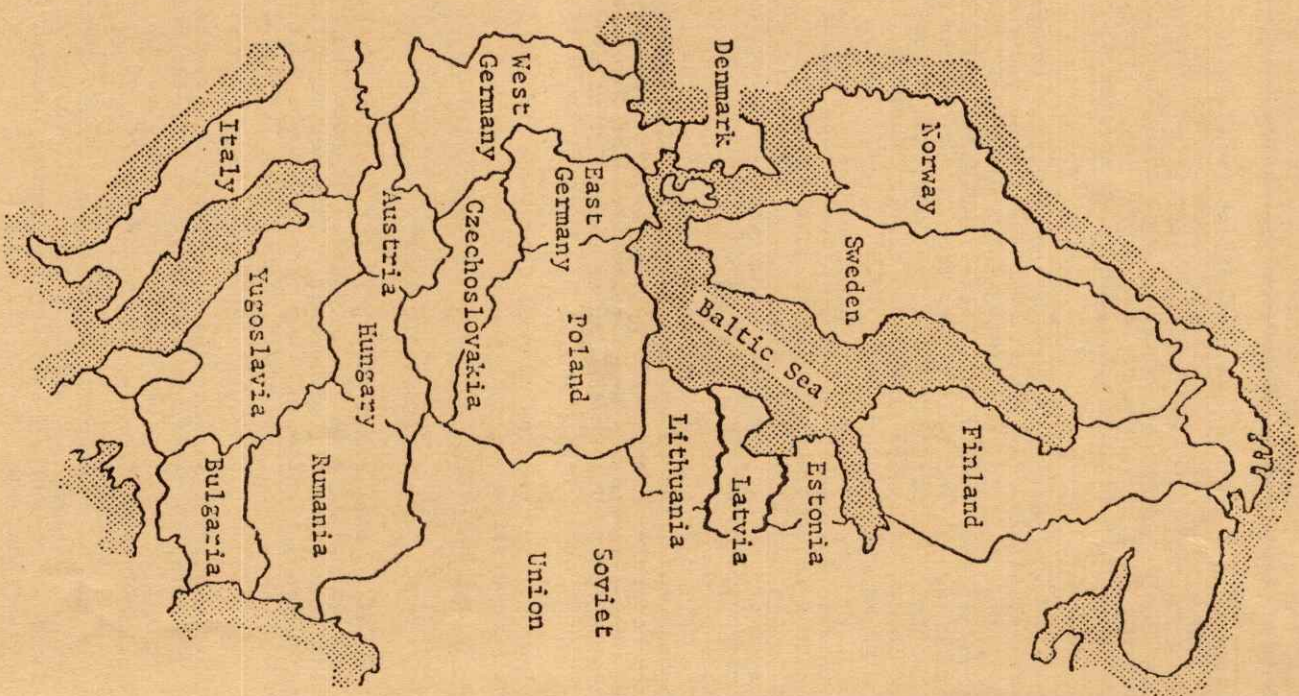 Norway
Sweden
Finland
Denmark
Baltic Sea
Estonia
Latvia
Lithuania
West
Germany
East
Germany
Poland
Soviet
Union
Czechoslovakia
Austria
Hungary
Rumania
Italy
Yugoslavia
Bulgaria